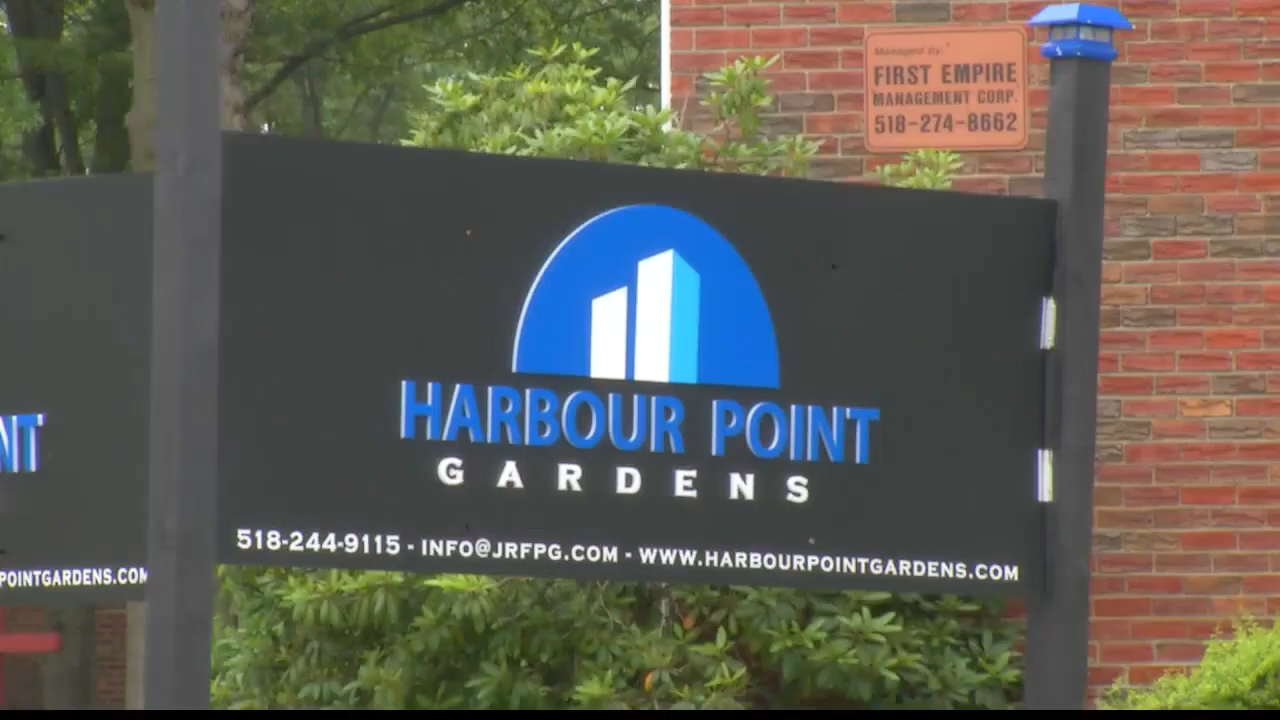 Managed by:
FIRST EMPIRE
MANAGEMENT CORP.
518-274-8662
HARBOUR POINT
GARDENS
518-244-9115 - INFO@JRFPG.COM - WWW.HARBOURPOINTGARDENS.COM
NT
POINTGARDENS.COM